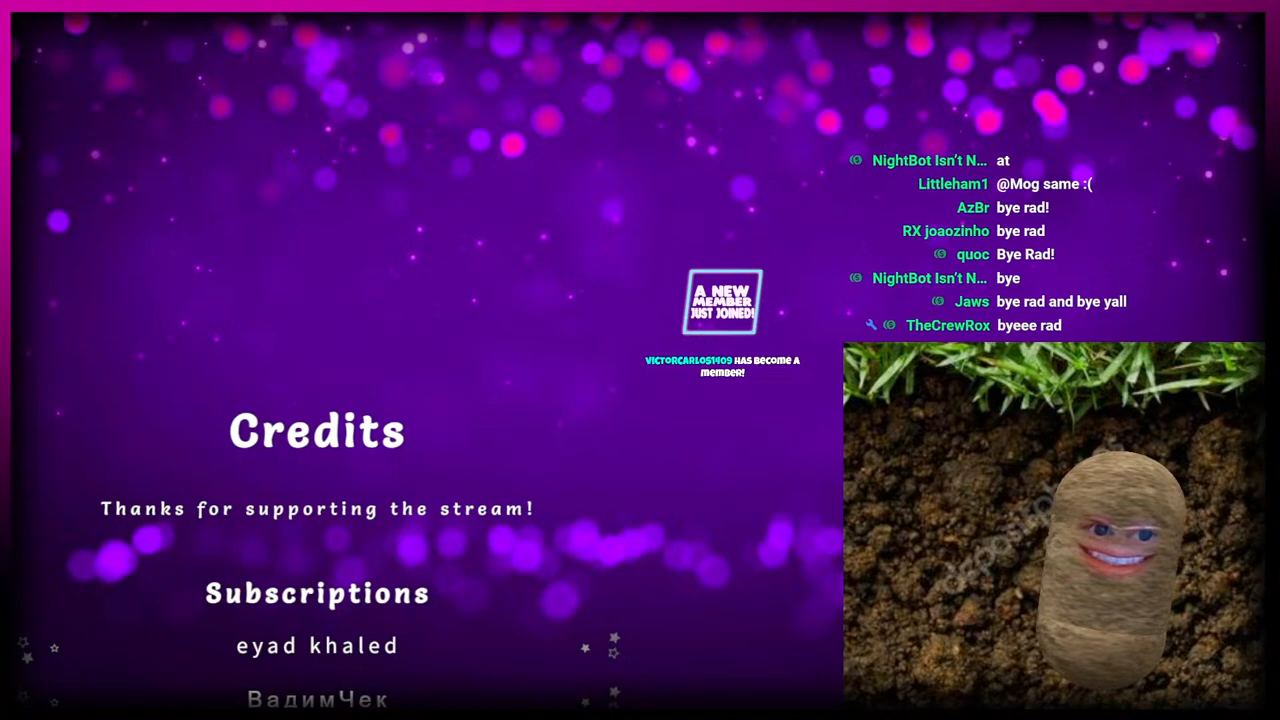 NightBot Isn't N... at
Littleham1 @Mog same :(
AzBr bye rad!
RX joaozinho bye rad
quoc Bye Rad!
NightBot Isn't N... bye
Jaws bye rad and bye yall
TheCrewRox byeee rad
A NEW
MEMBER
JUST JOINED!
VICTORCARLOS1409 HAS BECOME A
MEMBER!
Credits
Thanks for supporting the stream!
Subscriptions
eyad khaled
ВадимЧек